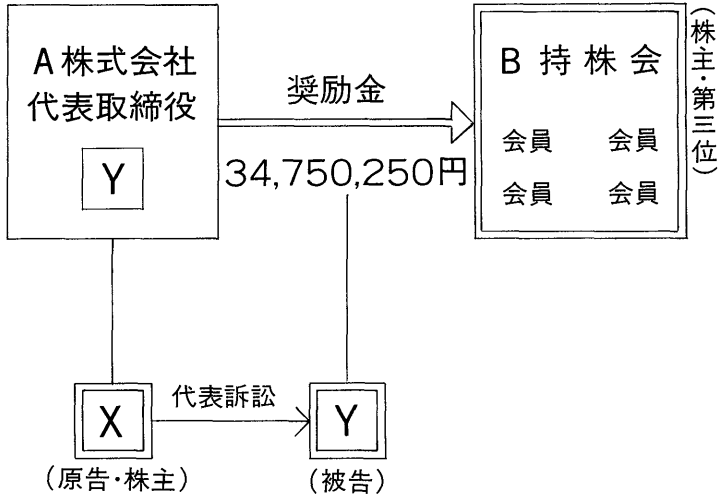 A株式会社
代表取締役
Y
奨励金
34,750,250円
B持株会
会員 会員
会員 会員
(株主・第三位)
X
代表訴訟
Y
(原告・株主)
(被告)